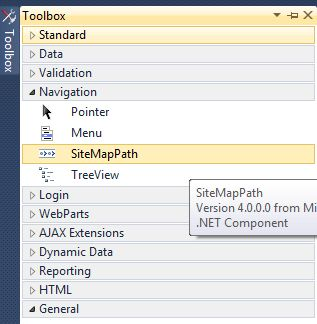 Toolbox
Toolbox
Standard
Data
Validation
Navigation
Pointer
Menu
SiteMapPath
TreeView
Login
SiteMapPath
WebParts
Version 4.0.0.0 from Mi
AJAX Extensions
.NET Component
Dynamic Data
Reporting
HTML
General